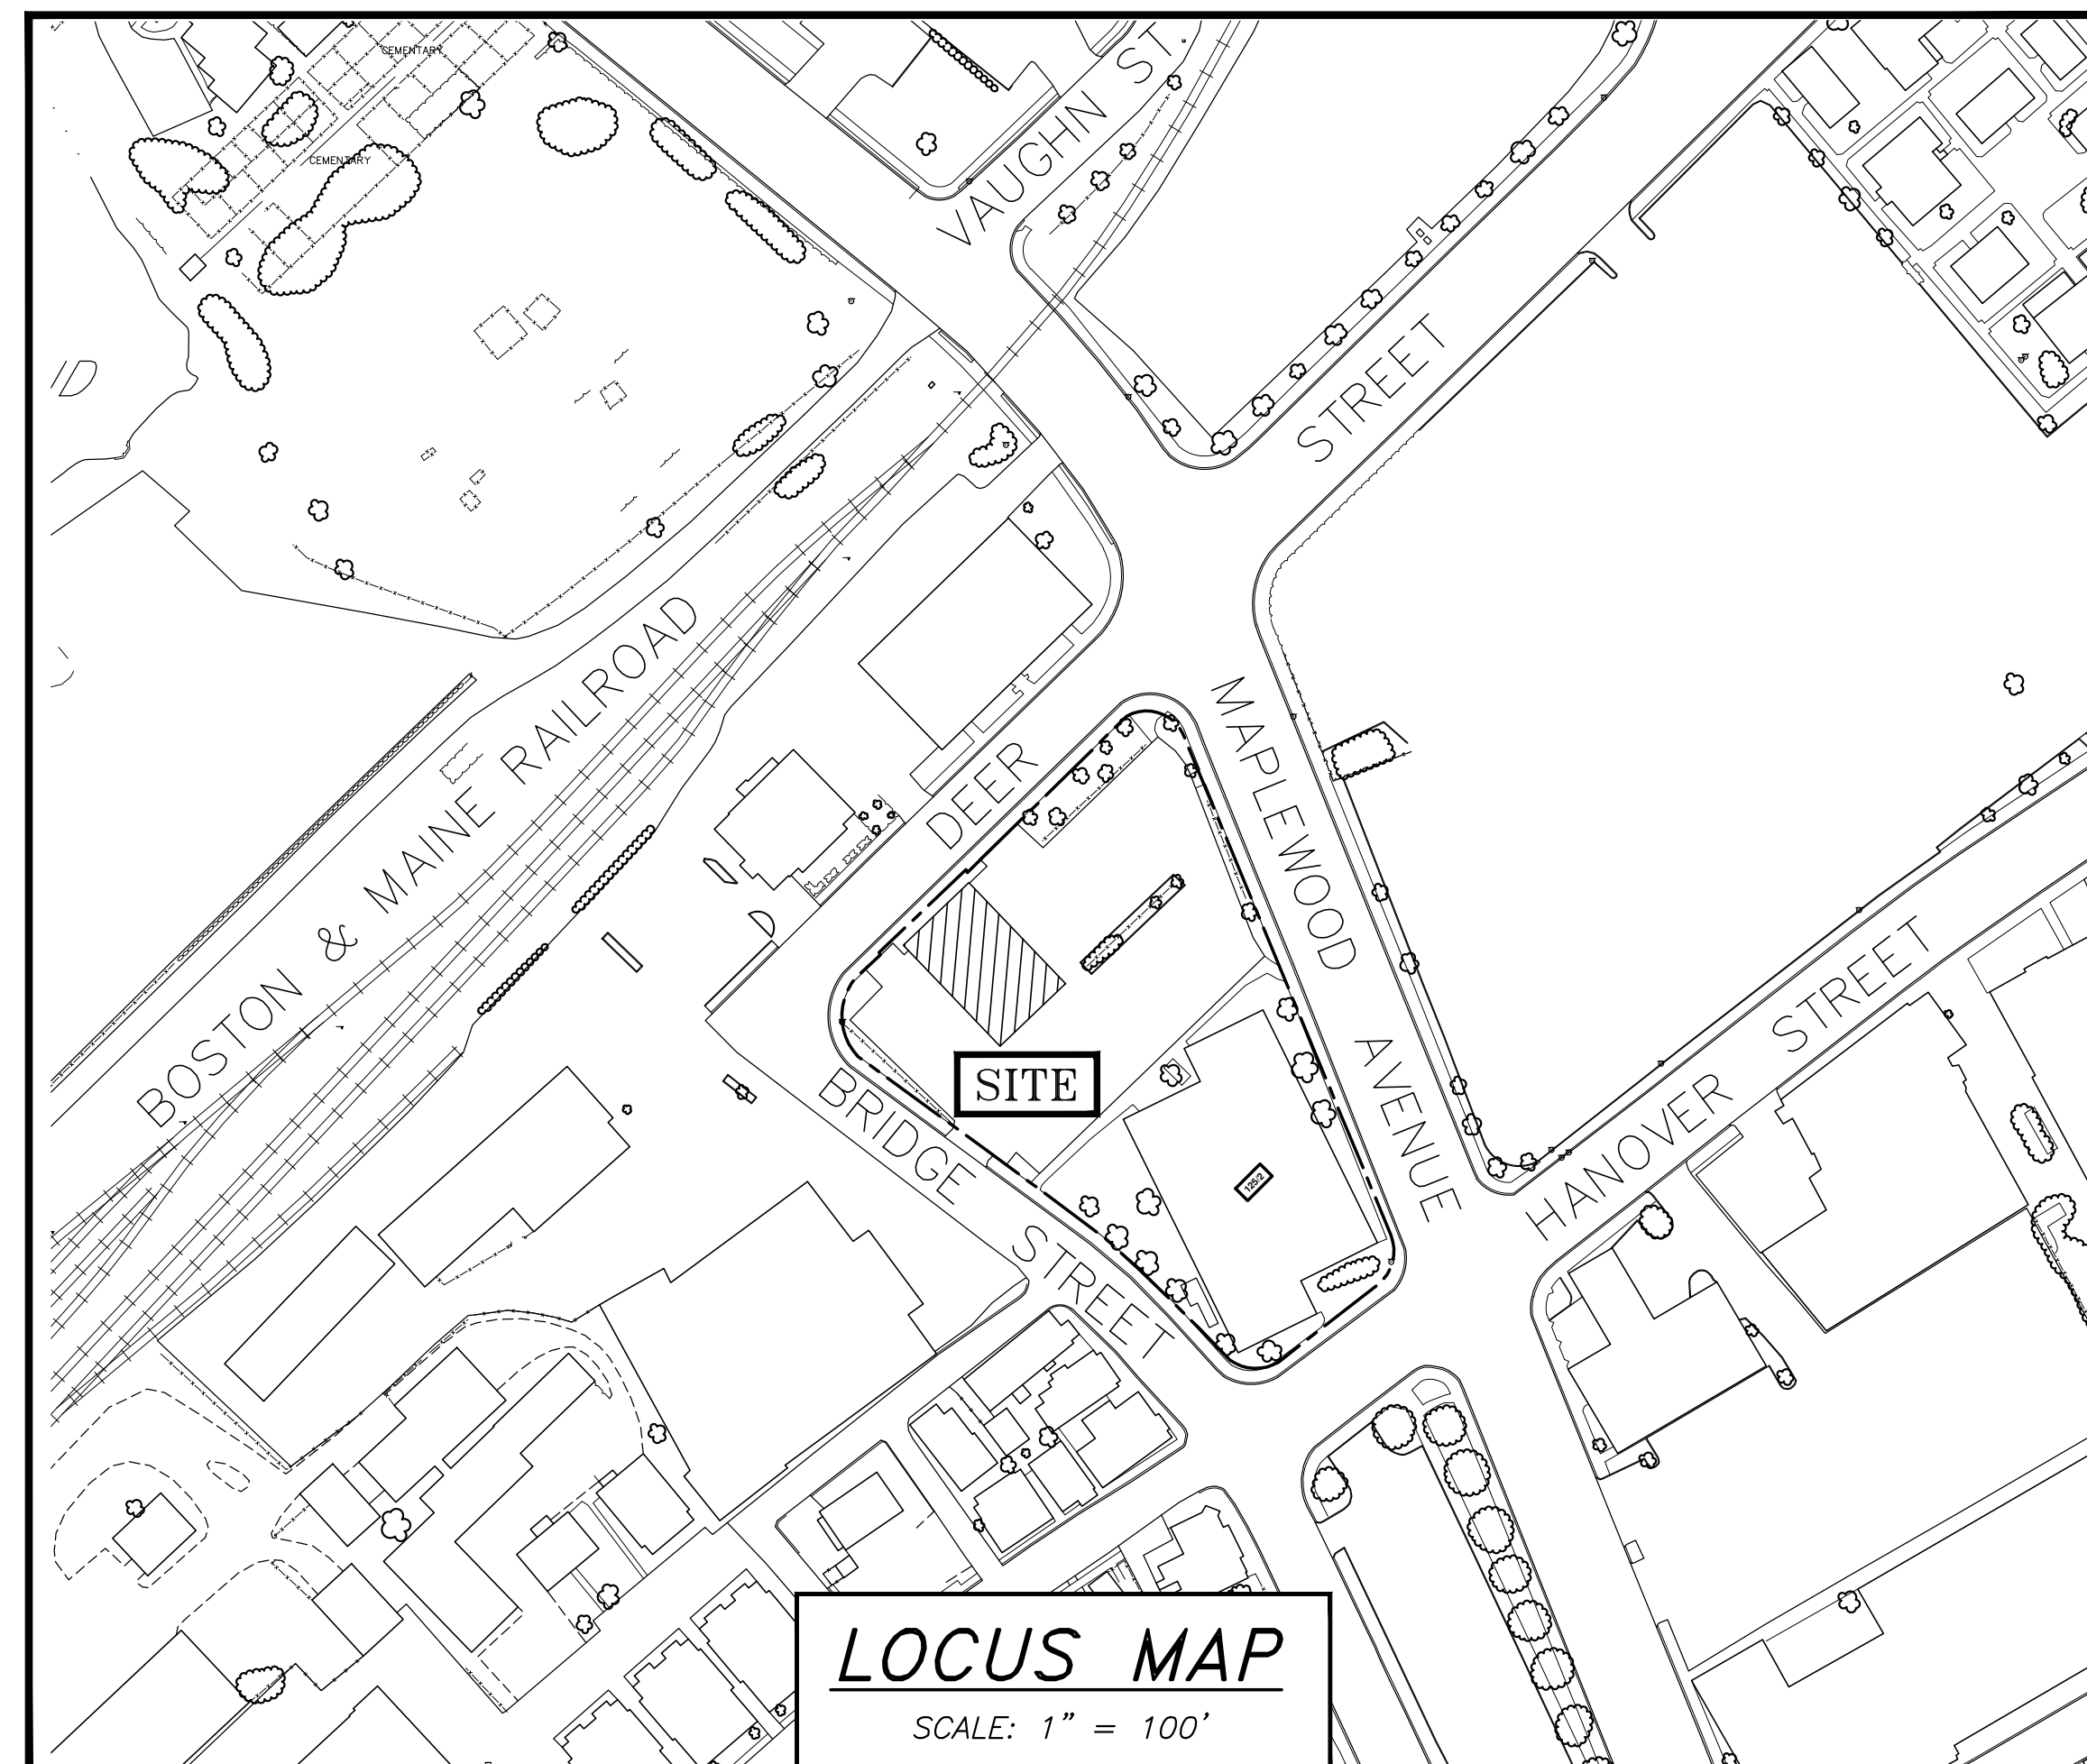 CEMENTARY
CEMENTARY
VAUGHN ST.
STREET
BOSTON & MAINE RAILROAD
DEER
MAPLEWOOD AVENUE
SITE
BRIDGE STREET
125/2
HANOVER STREET
LOCUS MAP
SCALE: 1" = 100'